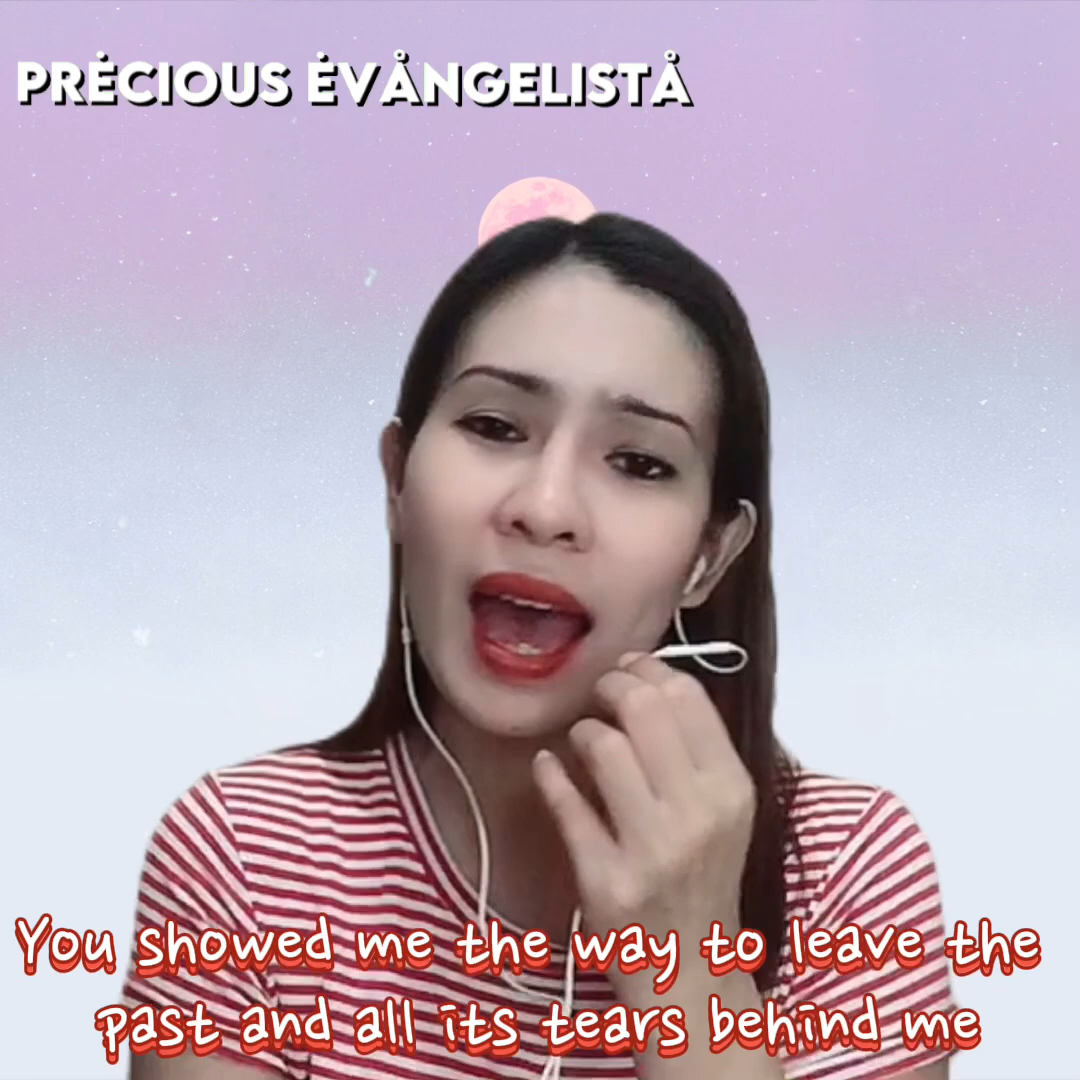 PRĖCIOUS ĖVÅNGELISTÅ
You showed me the way to leave the
past and all its tears behind me